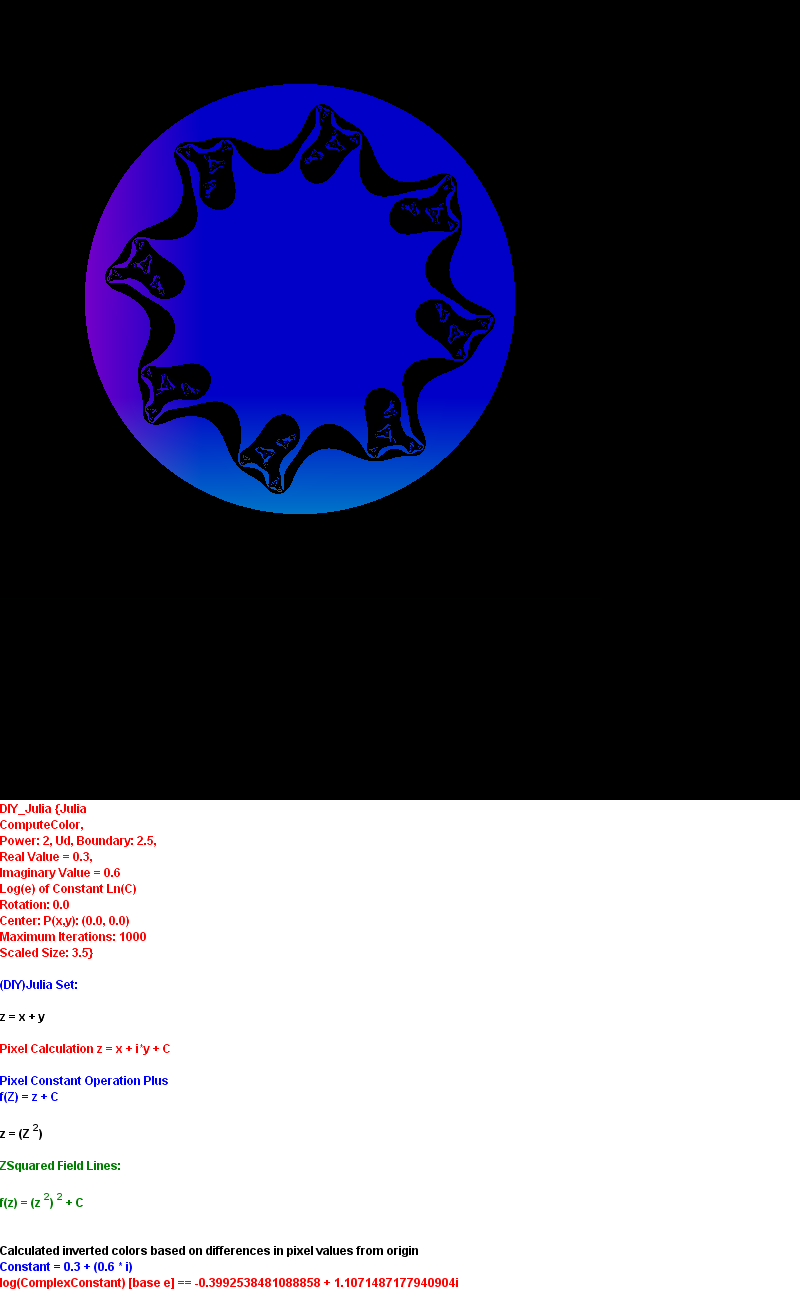 DIY_Julia {Julia
ComputeColor,
Power: 2, Ud, Boundary: 2.5,
Real Value = 0.3,
Imaginary Value = 0.6
Log(e) of Constant Ln(C)
Rotation: 0.0
Center: P(x,y): (0.0, 0.0)
Maximum Iterations: 1000
Scaled Size: 3.5}
(DIY)Julia Set:
z = x + y
Pixel Calculation z = x + i*y + C
Pixel Constant Operation Plus
f(Z) = z + C
z = (Z ²)
ZSquared Field Lines:
f(z) = (z ²) ² + C
Calculated inverted colors based on differences in pixel values from origin
Constant = 0.3 + (0.6 * i)
log(ComplexConstant) [base e] == -0.3992538481088858 + 1.1071487177940904i